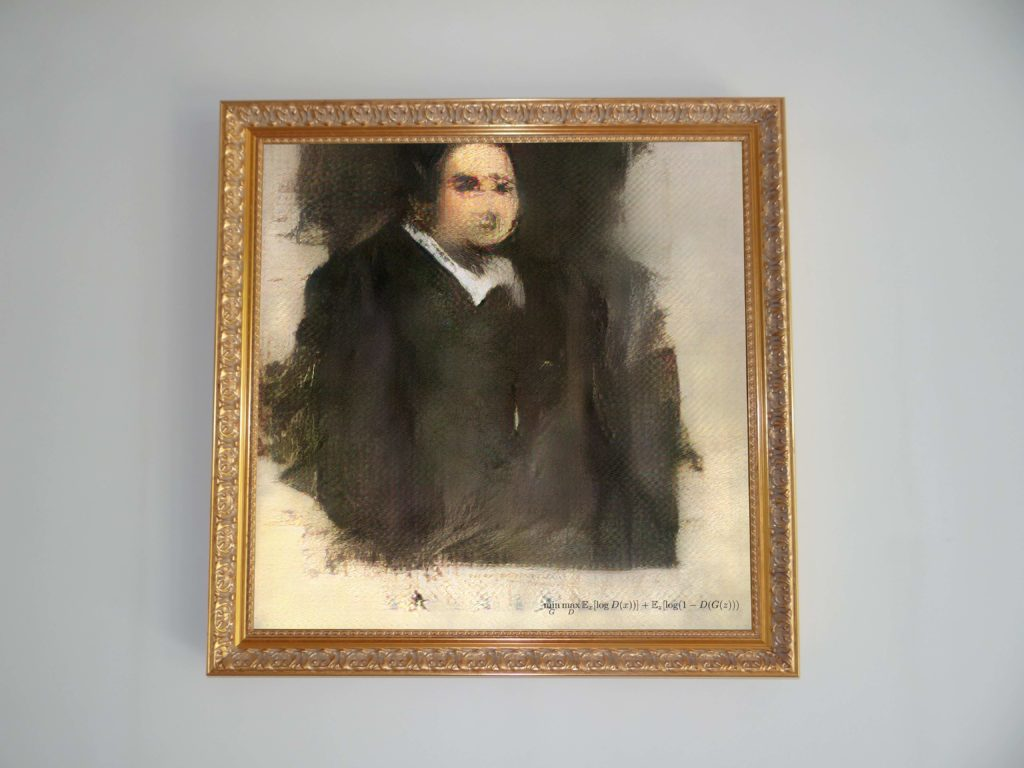 min max 𝔼ₓ[log D(x))] + 𝔼_z[log(1 − D(G(z)))
G D